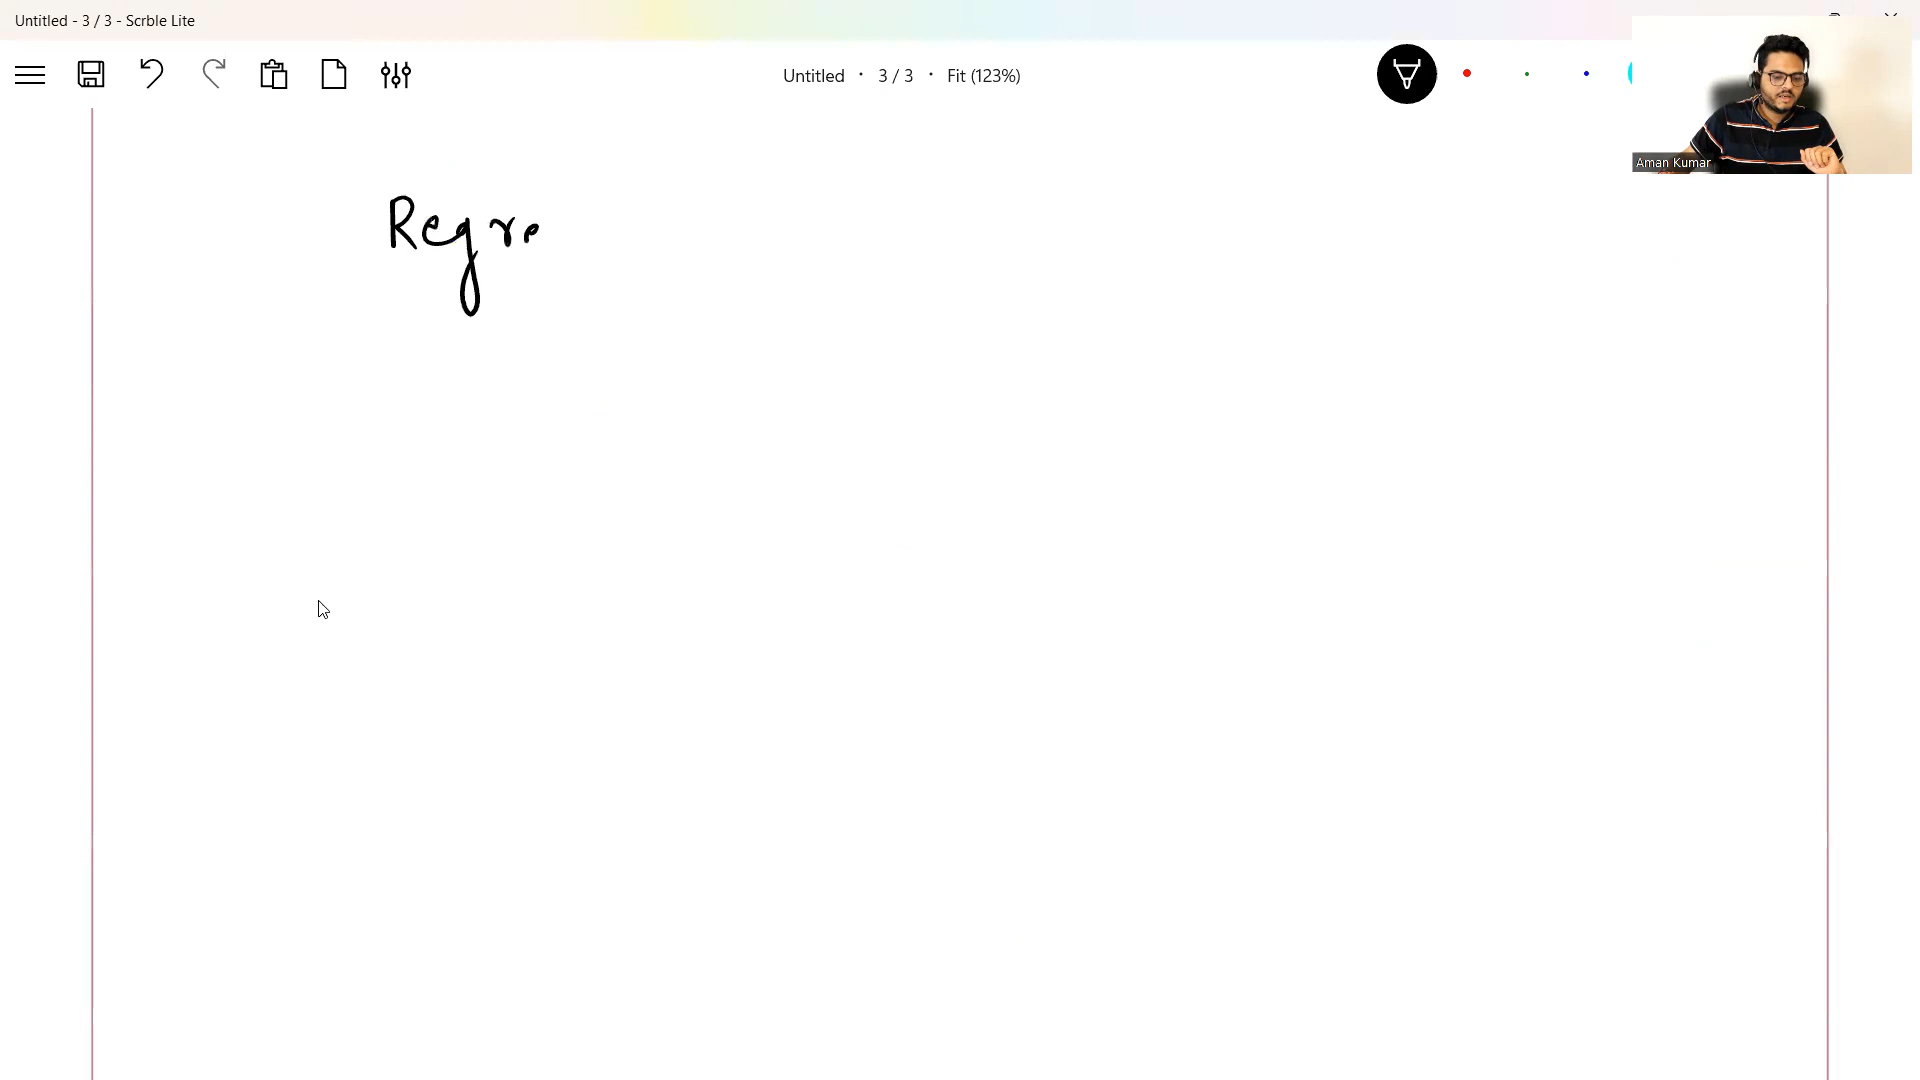 Untitled - 3 / 3 - Scrble Lite
Untitled · 3 / 3 · Fit (123%)
Aman Kumar
Regre